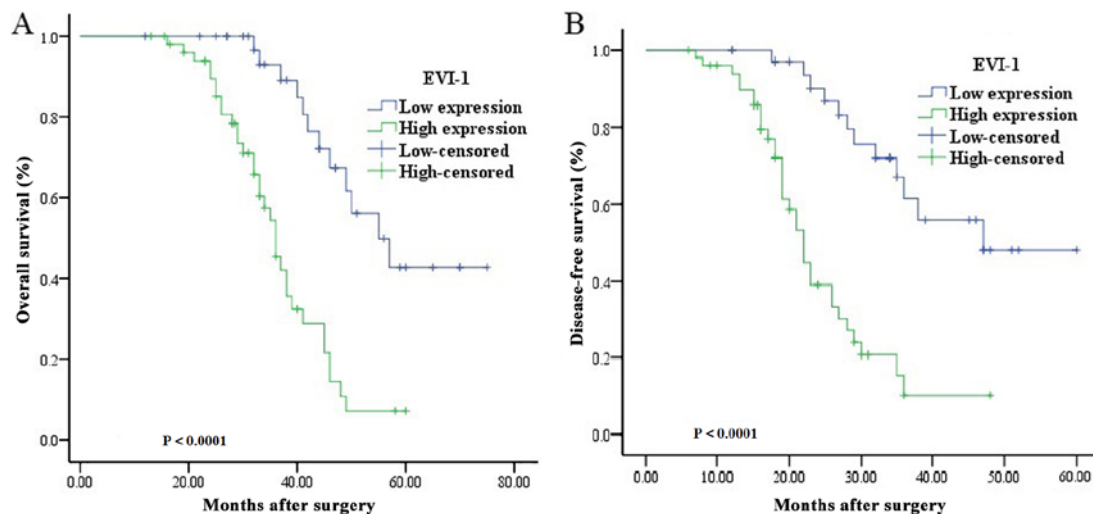 A
Overall survival (%)
1.0
0.8
0.6
0.4
0.2
0.0
EVI-1
Low expression
High expression
Low-censored
High-censored
P < 0.0001
0.00
20.00
40.00
60.00
80.00
Months after surgery
B
Disease-free survival (%)
1.0
0.8
0.6
0.4
0.2
0.0
EVI-1
Low expression
High expression
Low-censored
High-censored
P < 0.0001
0.00
10.00
20.00
30.00
40.00
50.00
60.00
Months after surgery